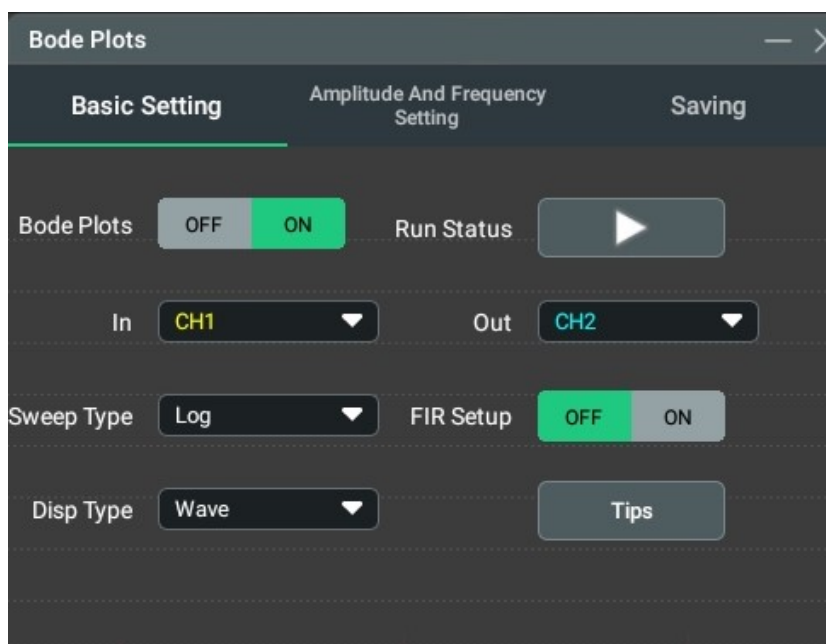 Bode Plots
Basic Setting
Amplitude And Frequency
Setting
Saving
Bode Plots OFF ON Run Status
In CH1 Out CH2
Sweep Type Log FIR Setup OFF ON
Disp Type Wave Tips